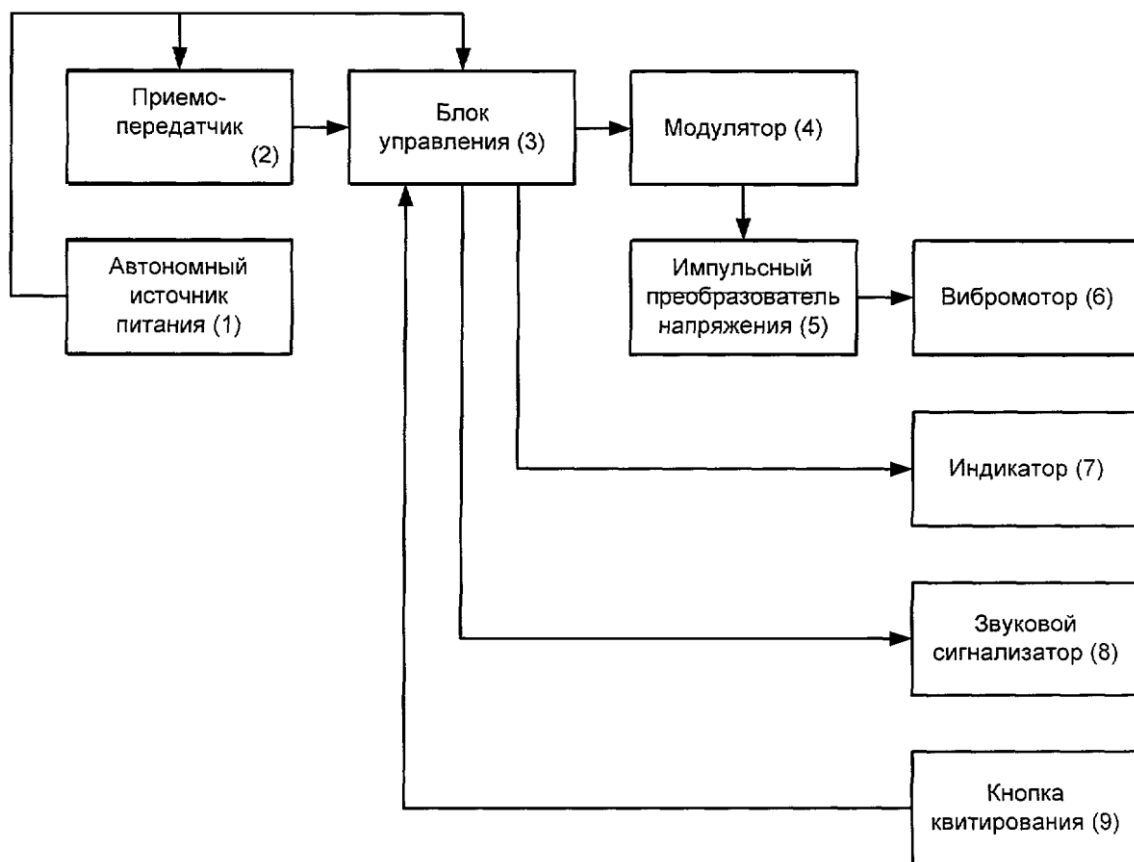 Приемо-
передатчик
(2)
Блок
управления (3)
Модулятор (4)
Автономный
источник
питания (1)
Импульсный
преобразователь
напряжения (5)
Вибромотор (6)
Индикатор (7)
Звуковой
сигнализатор (8)
Кнопка
квитирования (9)